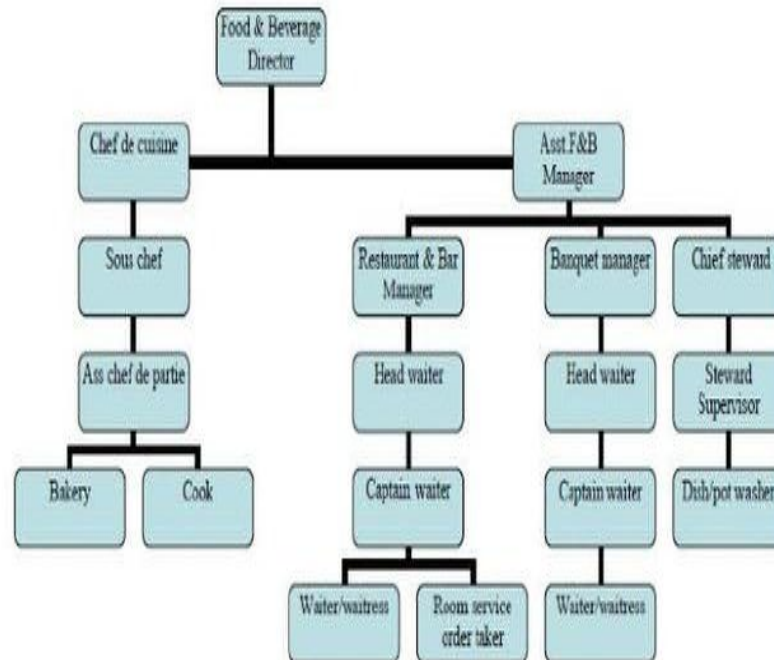 Food & Beverage
Director
Chef de cuisine
Asst.F&B
Manager
Sous chef
Restaurant & Bar
Manager
Banquet manager
Chief steward
Ass chef de partie
Head waiter
Head waiter
Steward
Supervisor
Bakery
Cook
Captain waiter
Captain waiter
Dish/pot washer
Waiter/waitress
Room service
order taker
Waiter/waitress